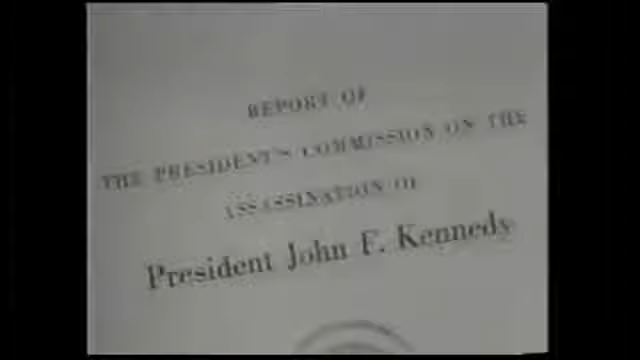 REPORT OF
THE PRESIDENT'S COMMISSION ON THE
ASSASSINATION OF
President John F. Kennedy